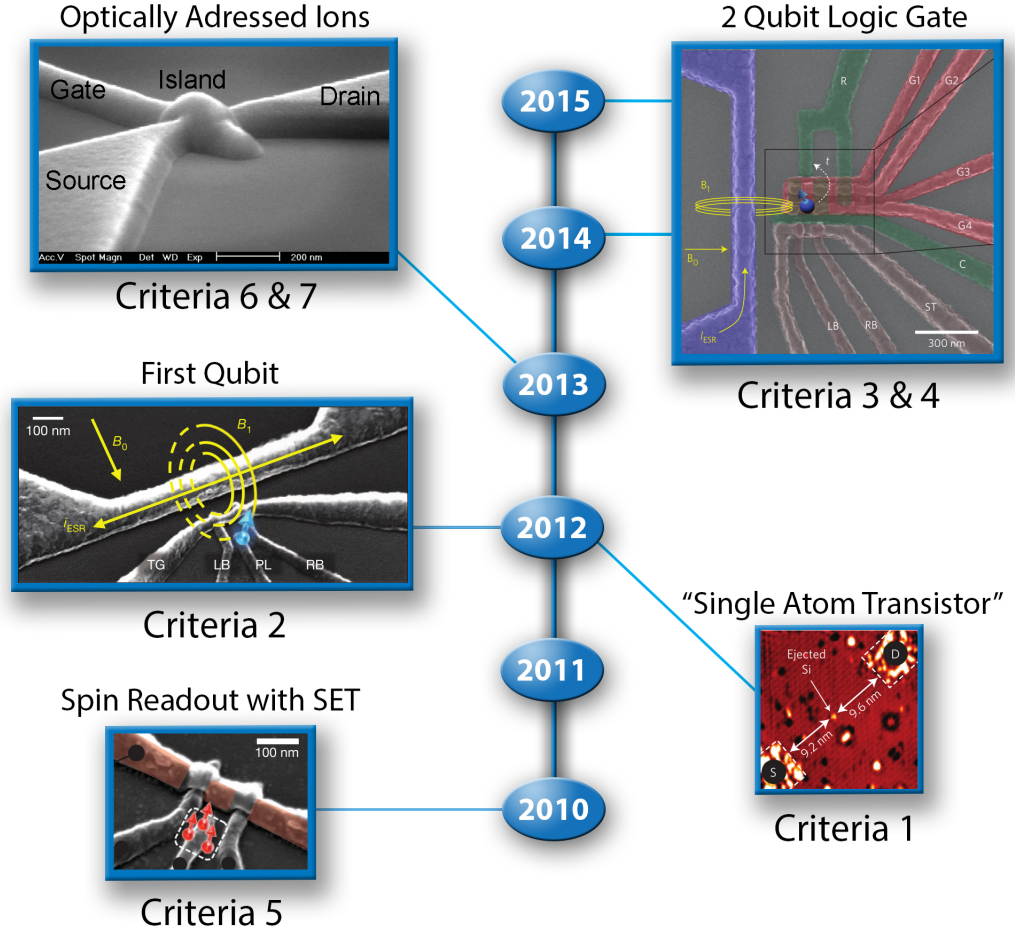 Optically Adressed Ions
Gate
Island
Drain
Source
Acc.V Spot Magn Det WD Exp 200 nm
Criteria 6 & 7
2 Qubit Logic Gate
R
G1
G2
t
G3
B1
G4
B0
C
ST
IESR
LB
RB
300 nm
Criteria 3 & 4
2015
2014
2013
2012
2011
2010
First Qubit
100 nm
B0
B1
iESR
TG
LB
PL
RB
Criteria 2
“Single Atom Transistor”
Ejected
Si
D
9.6 nm
9.2 nm
S
Criteria 1
Spin Readout with SET
100 nm
Criteria 5